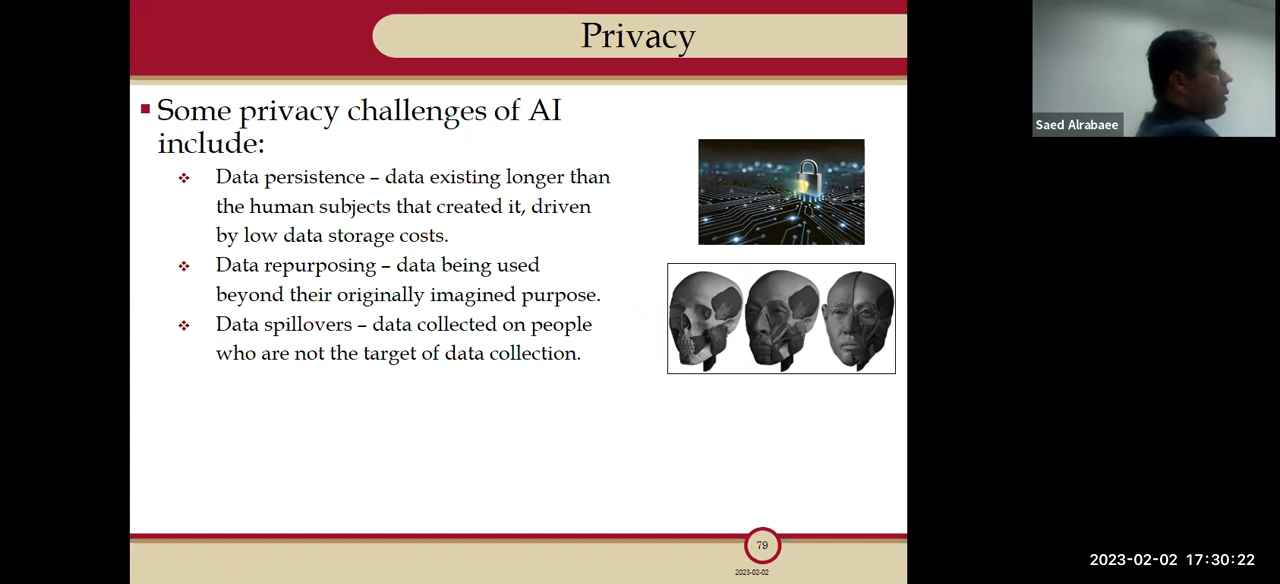 Privacy
Some privacy challenges of AI
include:
Data persistence – data existing longer than
the human subjects that created it, driven
by low data storage costs.
Data repurposing – data being used
beyond their originally imagined purpose.
Data spillovers – data collected on people
who are not the target of data collection.
79
2023-02-02
Saed Alrabaee
2023-02-02 17:30:22